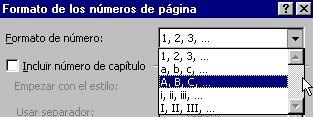 Formato de los números de página
Formato de número: 1, 2, 3, ...
1, 2, 3, ...
a, b, c, ...
A, B, C, ...
i, ii, iii, ...
I, II, III, ...
Incluir número de capítulo
Empezar con el estilo:
Usar separador: